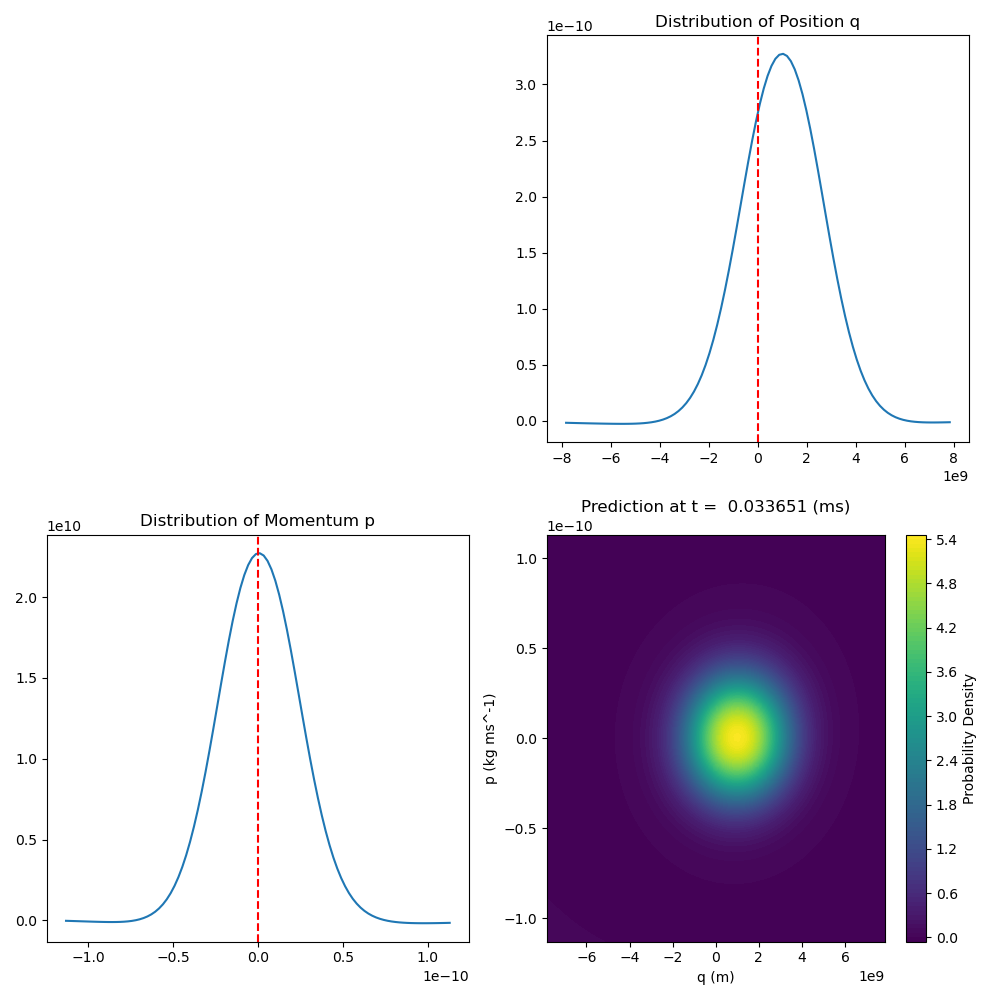 Distribution of Position q
1e−10
3.0
2.5
2.0
1.5
1.0
0.5
0.0
−8 −6 −4 −2 0 2 4 6 8
1e9
Distribution of Momentum p
1e10
2.0
1.5
1.0
0.5
0.0
−1.0 −0.5 0.0 0.5 1.0
1e−10
Prediction at t =  0.033651 (ms)
1e−10
1.0
0.5
0.0
−0.5
−1.0
p (kg ms^-1)
−6 −4 −2 0 2 4 6
q (m)
1e9
5.4
4.8
4.2
3.6
3.0
2.4
1.8
1.2
0.6
0.0
Probability Density